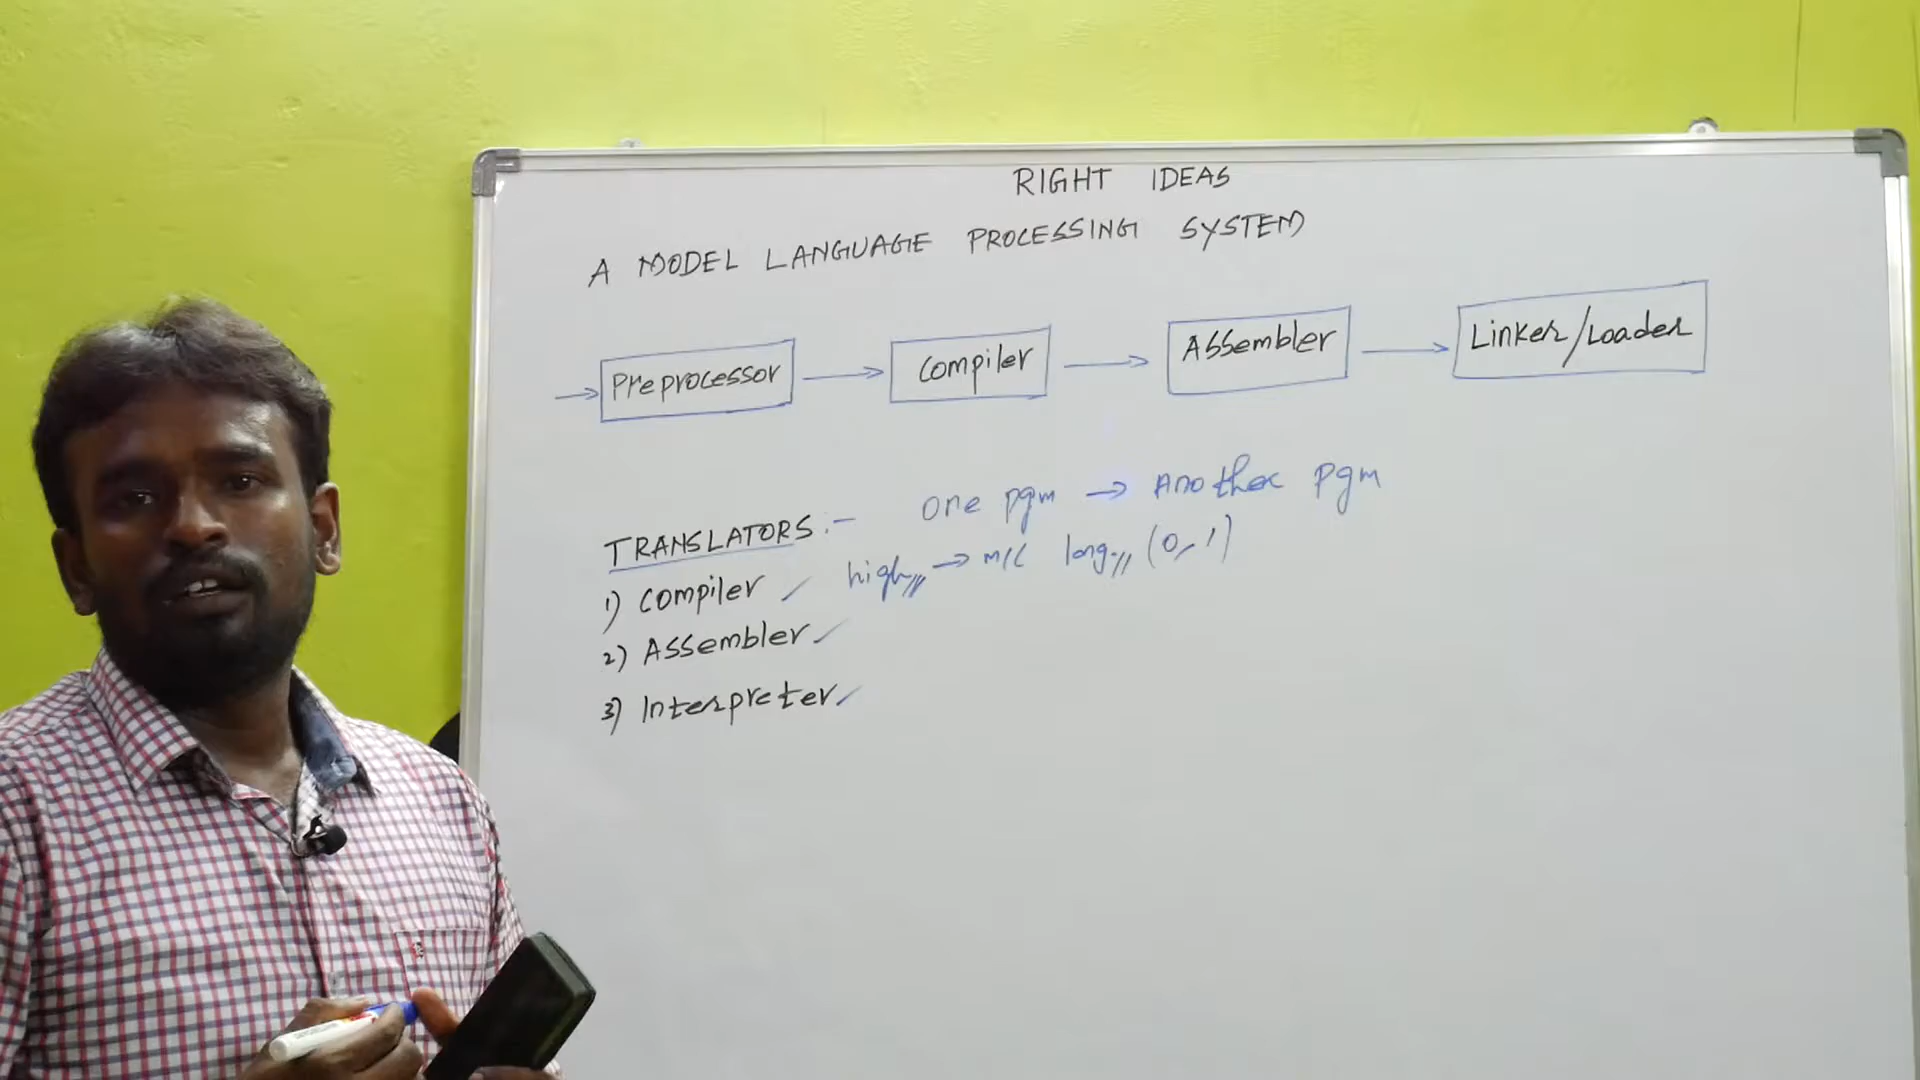 RIGHT IDEAS
A MODEL LANGUAGE PROCESSING SYSTEM
Preprocessor → Compiler → Assembler → Linker/Loader
TRANSLATORS :- one pgm → Another pgm
1) Compiler ✓ high,, → m/c lang,, (0, 1)
2) Assembler ✓
3) Interpreter ✓